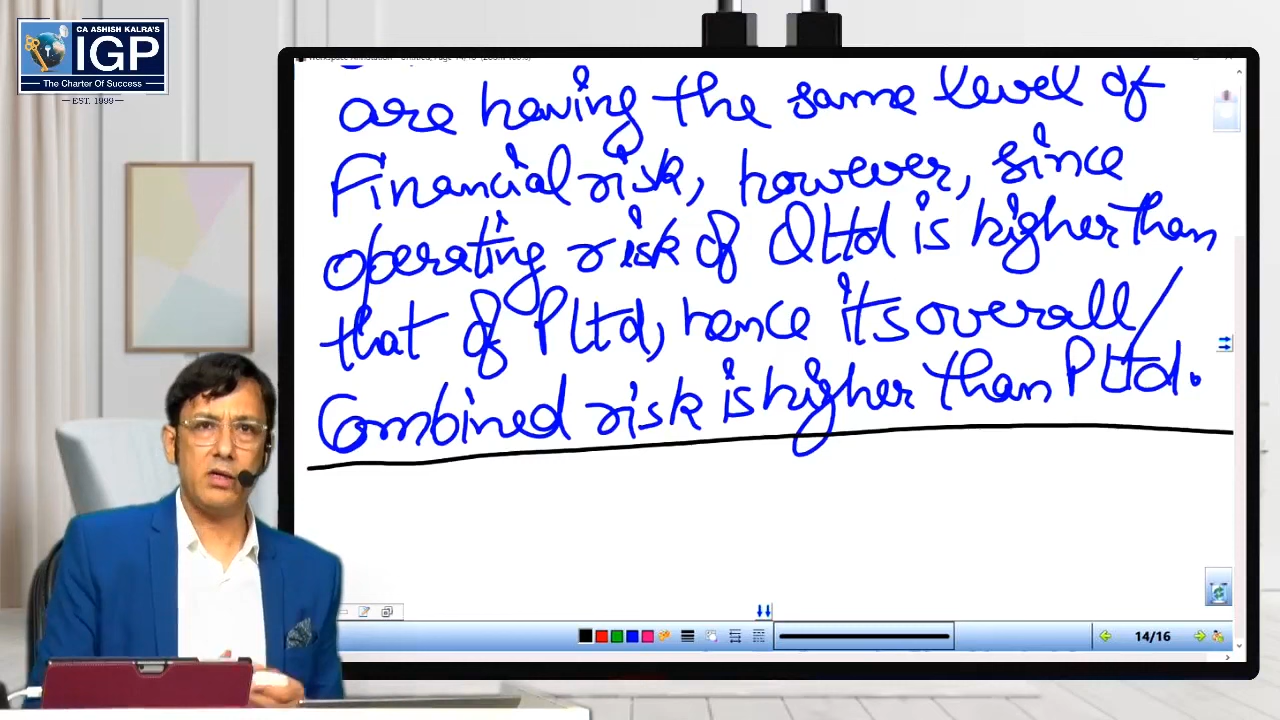 CA ASHISH KALRA'S
IGP
The Charter Of Success
EST. 1999
are having the same level of
Financial risk, however, since
operating risk of Q Ltd is higher than
that of P Ltd, hence its overall/
Combined risk is higher than P Ltd.
14/16